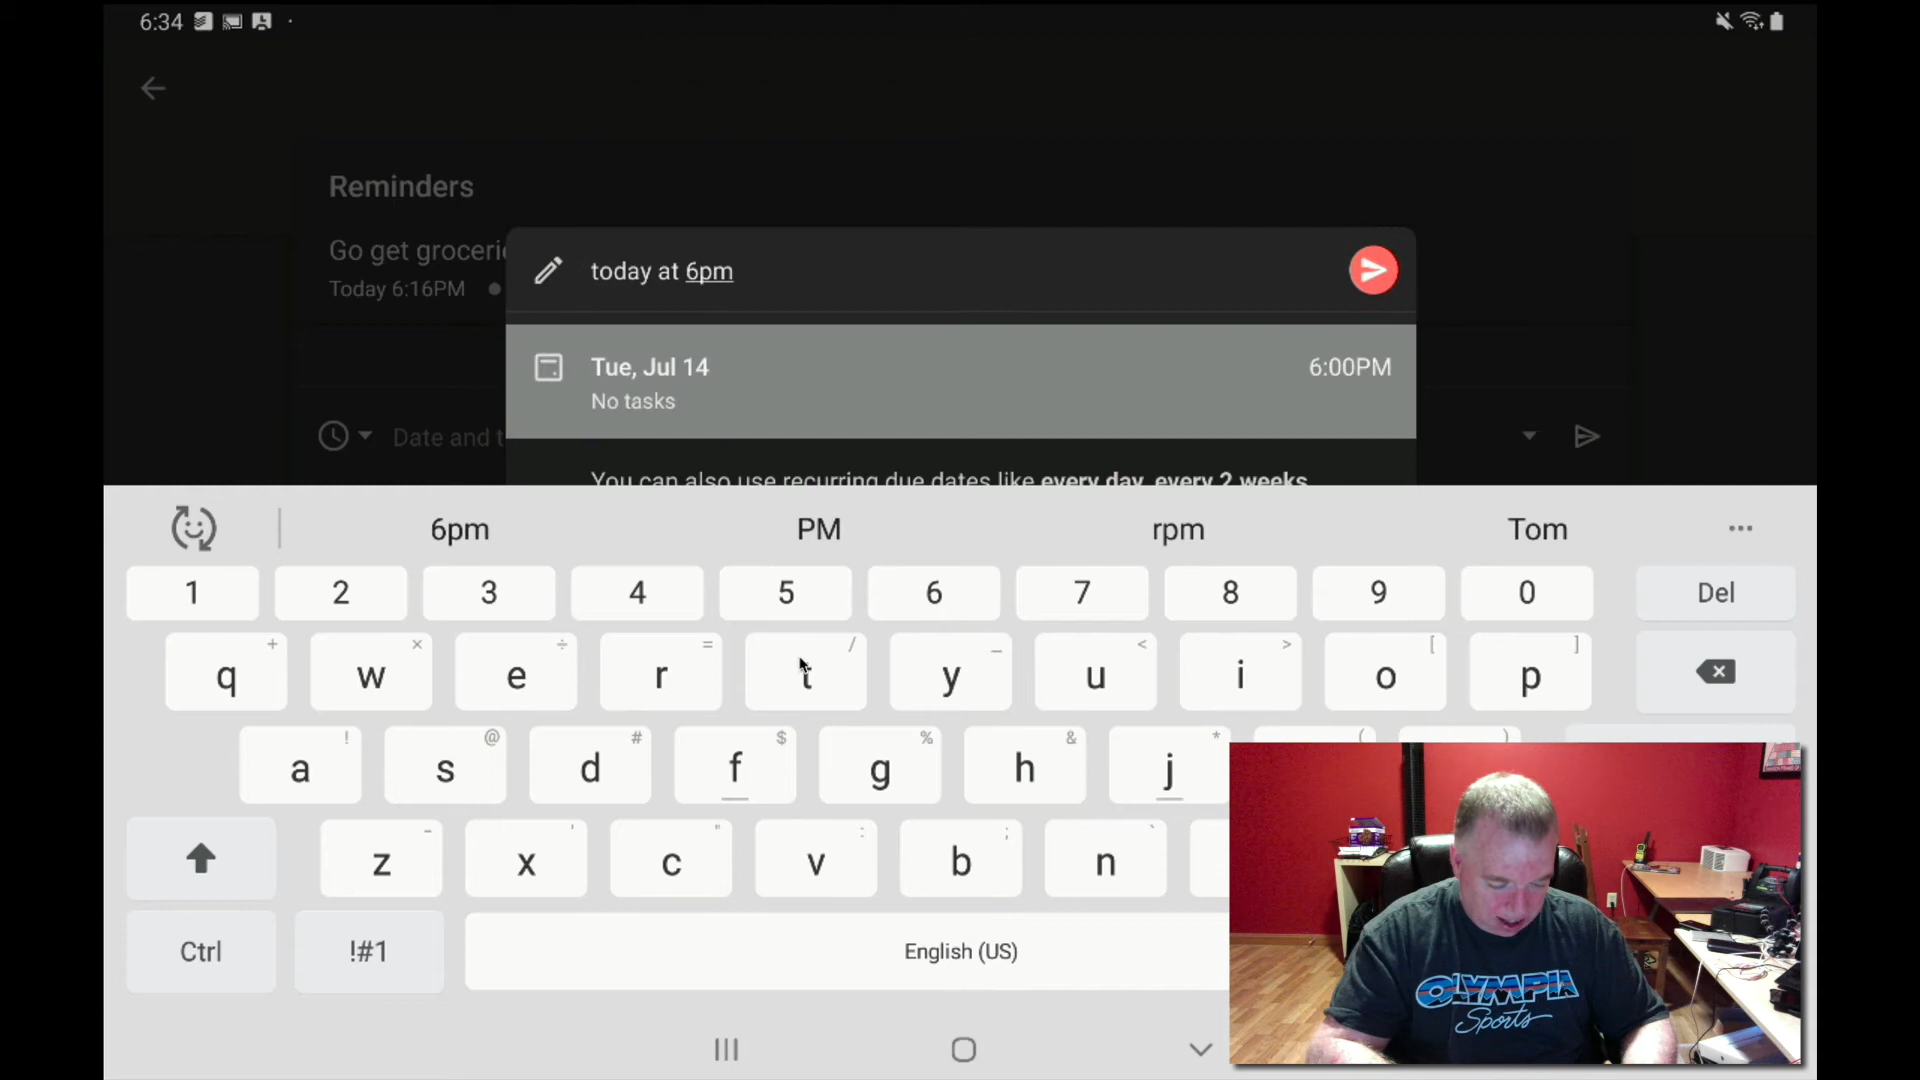 6:34
Reminders
Go get groceri
Today 6:16PM
today at 6pm
Tue, Jul 14
6:00PM
No tasks
Date and t
You can also use recurring due dates like every day, every 2 weeks
6pm
PM
rpm
Tom
...
1 2 3 4 5 6 7 8 9 0 Del
+ × ÷ = / _ < > [ ]
q w e r t y u i o p
! @ # $ % & * ( )
a s d f g h j
- ' " : ; `
z x c v b n
Ctrl !#1 English (US)
OLYMPIA
Sports